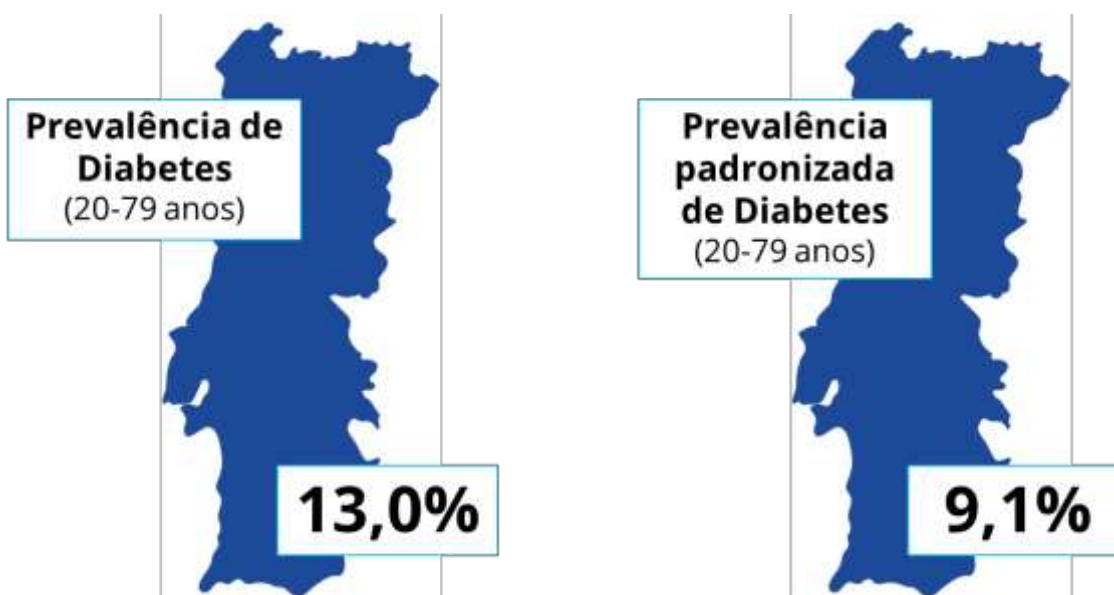 Prevalência de
Diabetes
(20-79 anos)
13,0%
Prevalência
padronizada
de Diabetes
(20-79 anos)
9,1%